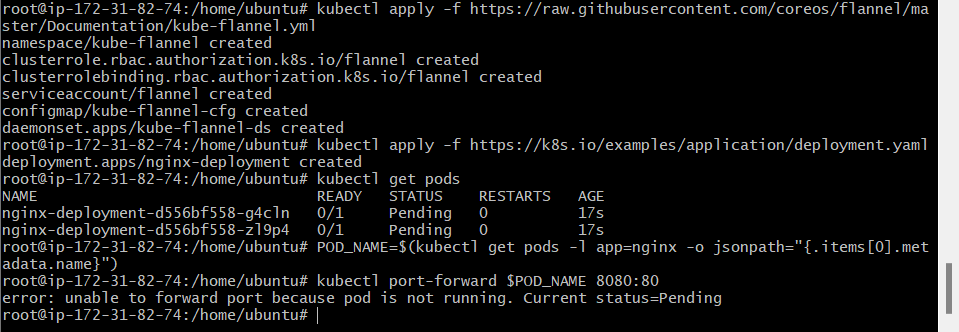 root@ip-172-31-82-74:/home/ubuntu# kubectl apply -f https://raw.githubusercontent.com/coreos/flannel/ma
ster/Documentation/kube-flannel.yml
namespace/kube-flannel created
clusterrole.rbac.authorization.k8s.io/flannel created
clusterrolebinding.rbac.authorization.k8s.io/flannel created
serviceaccount/flannel created
configmap/kube-flannel-cfg created
daemonset.apps/kube-flannel-ds created
root@ip-172-31-82-74:/home/ubuntu# kubectl apply -f https://k8s.io/examples/application/deployment.yaml
deployment.apps/nginx-deployment created
root@ip-172-31-82-74:/home/ubuntu# kubectl get pods
NAME                               READY   STATUS    RESTARTS   AGE
nginx-deployment-d556bf558-g4cln   0/1     Pending   0          17s
nginx-deployment-d556bf558-zl9p4   0/1     Pending   0          17s
root@ip-172-31-82-74:/home/ubuntu# POD_NAME=$(kubectl get pods -l app=nginx -o jsonpath="{.items[0].met
adata.name}")
root@ip-172-31-82-74:/home/ubuntu# kubectl port-forward $POD_NAME 8080:80
error: unable to forward port because pod is not running. Current status=Pending
root@ip-172-31-82-74:/home/ubuntu#